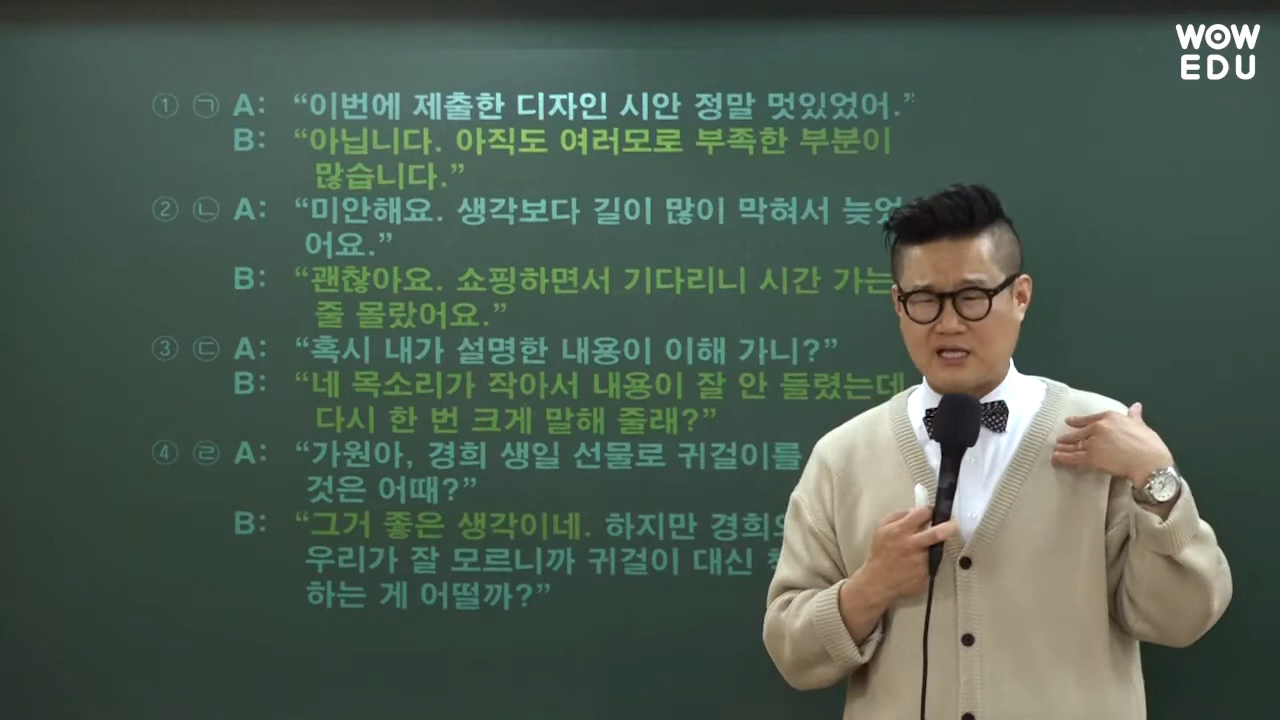 WOW
EDU
① ㉠ A: “이번에 제출한 디자인 시안 정말 멋있었어.”
B: “아닙니다. 아직도 여러모로 부족한 부분이
많습니다.”
② ㉡ A: “미안해요. 생각보다 길이 많이 막혀서 늦었
어요.”
B: “괜찮아요. 쇼핑하면서 기다리니 시간 가는
줄 몰랐어요.”
③ ㉢ A: “혹시 내가 설명한 내용이 이해 가니?”
B: “네 목소리가 작아서 내용이 잘 안 들렸는데
다시 한 번 크게 말해 줄래?”
④ ㉣ A: “가원아, 경희 생일 선물로 귀걸이를
것은 어때?”
B: “그거 좋은 생각이네. 하지만 경희의
우리가 잘 모르니까 귀걸이 대신
하는 게 어떨까?”